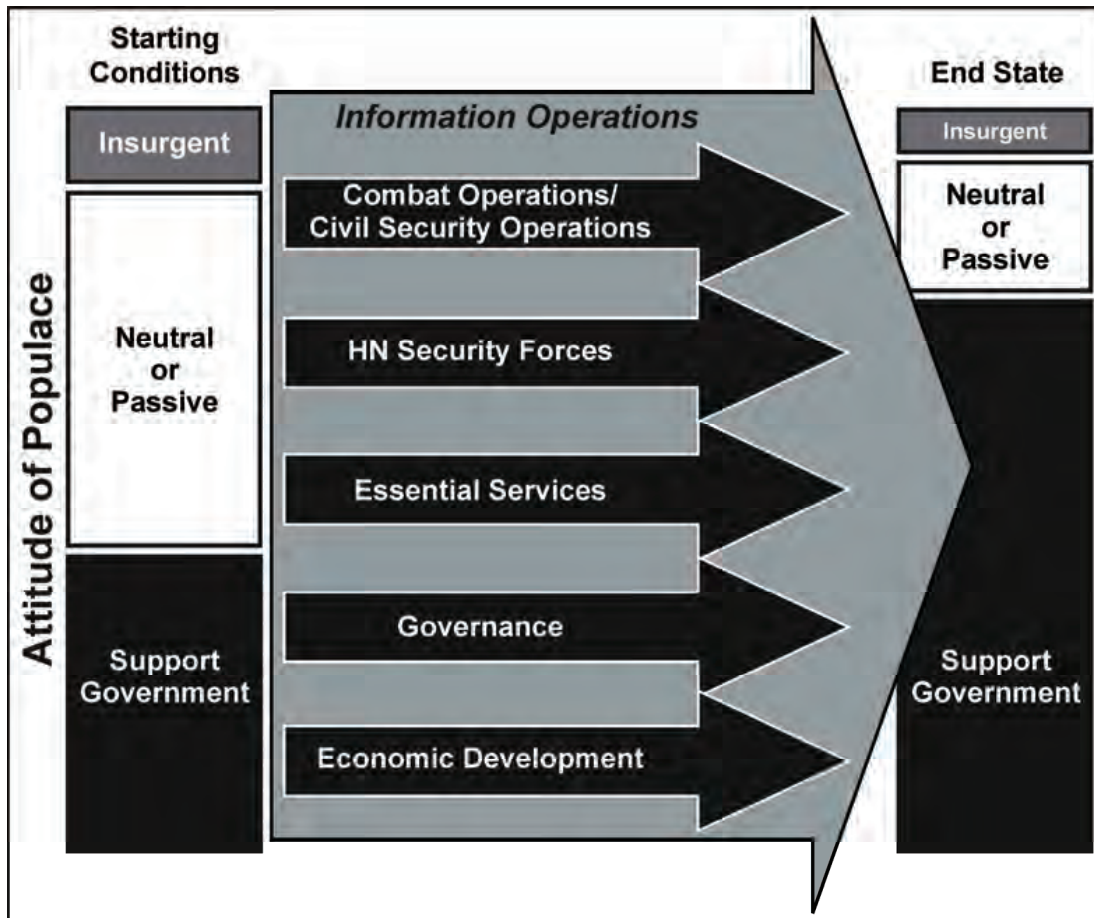 Starting
Conditions
End State
Attitude of Populace
Insurgent
Neutral
or
Passive
Support
Government
Information Operations
Combat Operations/
Civil Security Operations
HN Security Forces
Essential Services
Governance
Economic Development
Insurgent
Neutral
or
Passive
Support
Government